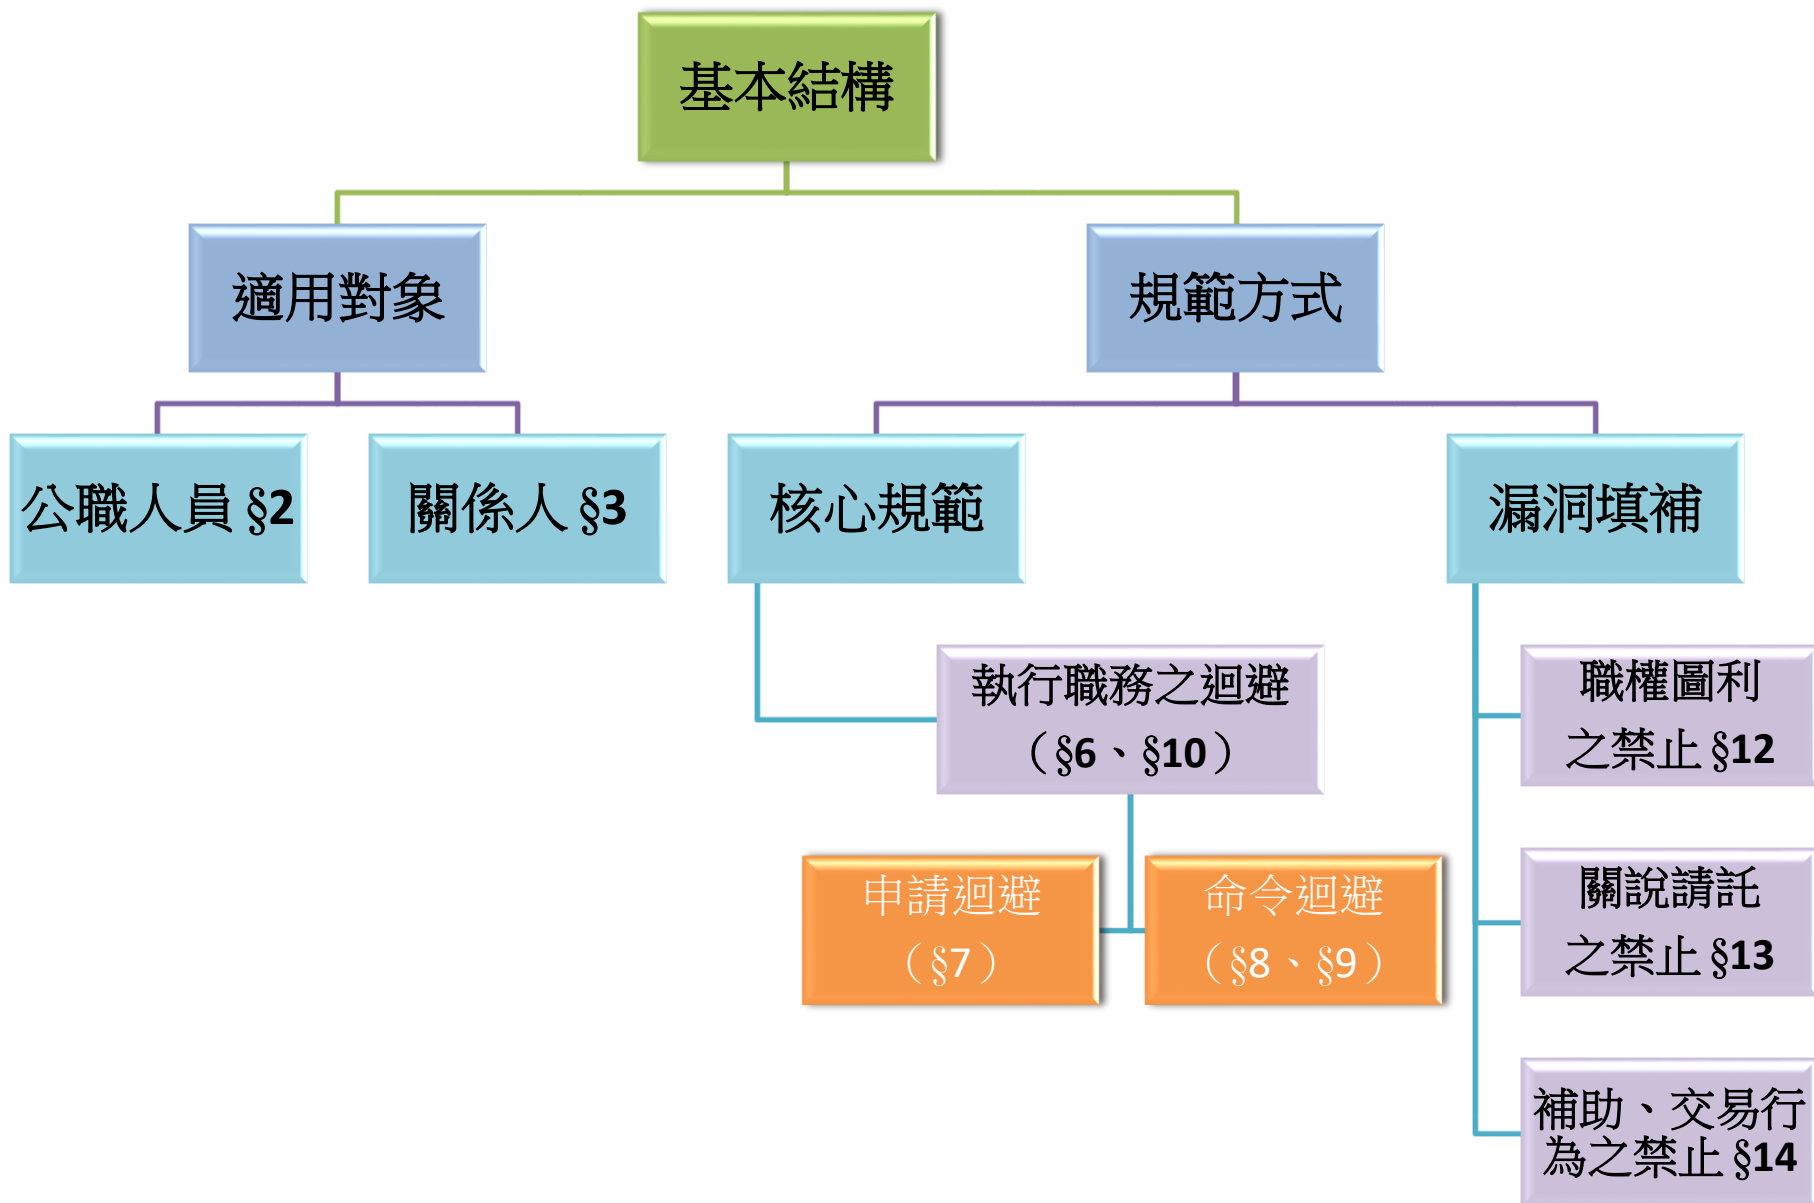 基本結構
適用對象
規範方式
公職人員 §2
關係人 §3
核心規範
漏洞填補
執行職務之迴避
（§6、§10）
職權圖利
之禁止 §12
申請迴避
（§7）
命令迴避
（§8、§9）
關說請託
之禁止 §13
補助、交易行
為之禁止 §14